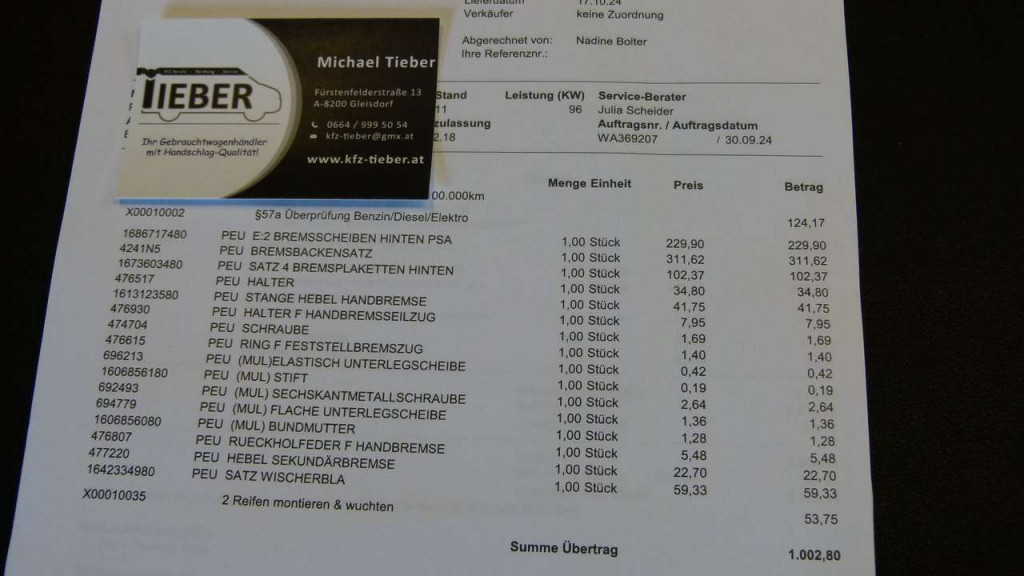 Lieferdatum 17.10.24
Verkäufer keine Zuordnung
Abgerechnet von: Nadine Bolter
Ihre Referenznr.:
TIEBER
Ihr Gebrauchtwagenhändler
mit Handschlag-Qualität!
Michael Tieber
Fürstenfelderstraße 13
A-8200 Gleisdorf
0664 / 999 50 54
kfz-tieber@gmx.at
www.kfz-tieber.at
Stand Leistung (KW) Service-Berater
11 96 Julia Scheider
zulassung Auftragsnr. / Auftragsdatum
2.18 WA369207 / 30.09.24
Menge Einheit Preis Betrag
00.000km
X00010002 §57a Überprüfung Benzin/Diesel/Elektro 124,17
1686717480 PEU E:2 BREMSSCHEIBEN HINTEN PSA 1,00 Stück 229,90 229,90
4241N5 PEU BREMSBACKENSATZ 1,00 Stück 311,62 311,62
1673603480 PEU SATZ 4 BREMSPLAKETTEN HINTEN 1,00 Stück 102,37 102,37
476517 PEU HALTER 1,00 Stück 34,80 34,80
1613123580 PEU STANGE HEBEL HANDBREMSE 1,00 Stück 41,75 41,75
476930 PEU HALTER F HANDBREMSSEILZUG 1,00 Stück 7,95 7,95
474704 PEU SCHRAUBE 1,00 Stück 1,69 1,69
476615 PEU RING F FESTSTELLBREMSZUG 1,00 Stück 1,40 1,40
696213 PEU (MUL)ELASTISCH UNTERLEGSCHEIBE 1,00 Stück 0,42 0,42
1606856180 PEU (MUL) STIFT 1,00 Stück 0,19 0,19
692493 PEU (MUL) SECHSKANTMETALLSCHRAUBE 1,00 Stück 2,64 2,64
694779 PEU (MUL) FLACHE UNTERLEGSCHEIBE 1,00 Stück 1,36 1,36
1606856080 PEU (MUL) BUNDMUTTER 1,00 Stück 1,28 1,28
476807 PEU RUECKHOLFEDER F HANDBREMSE 1,00 Stück 5,48 5,48
477220 PEU HEBEL SEKUNDÄRBREMSE 1,00 Stück 22,70 22,70
1642334980 PEU SATZ WISCHERBLA 1,00 Stück 59,33 59,33
X00010035 2 Reifen montieren & wuchten 53,75
Summe Übertrag 1.002,80